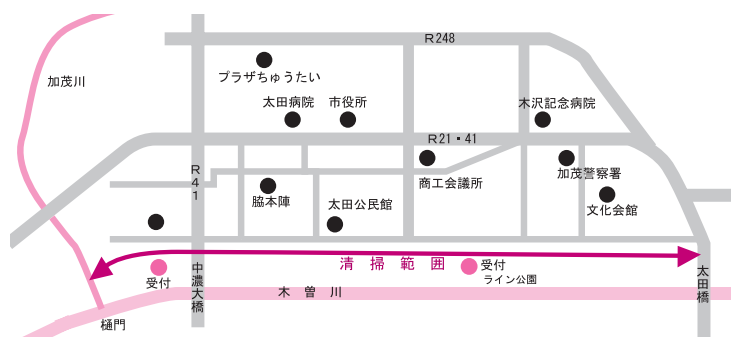 R248
加茂川
プラザちゅうたい
太田病院
市役所
木沢記念病院
R21・41
R41
商工会議所
加茂警察署
脇本陣
太田公民館
文化会館
清掃範囲
受付
中濃大橋
受付
ライン公園
太田橋
木曽川
樋門